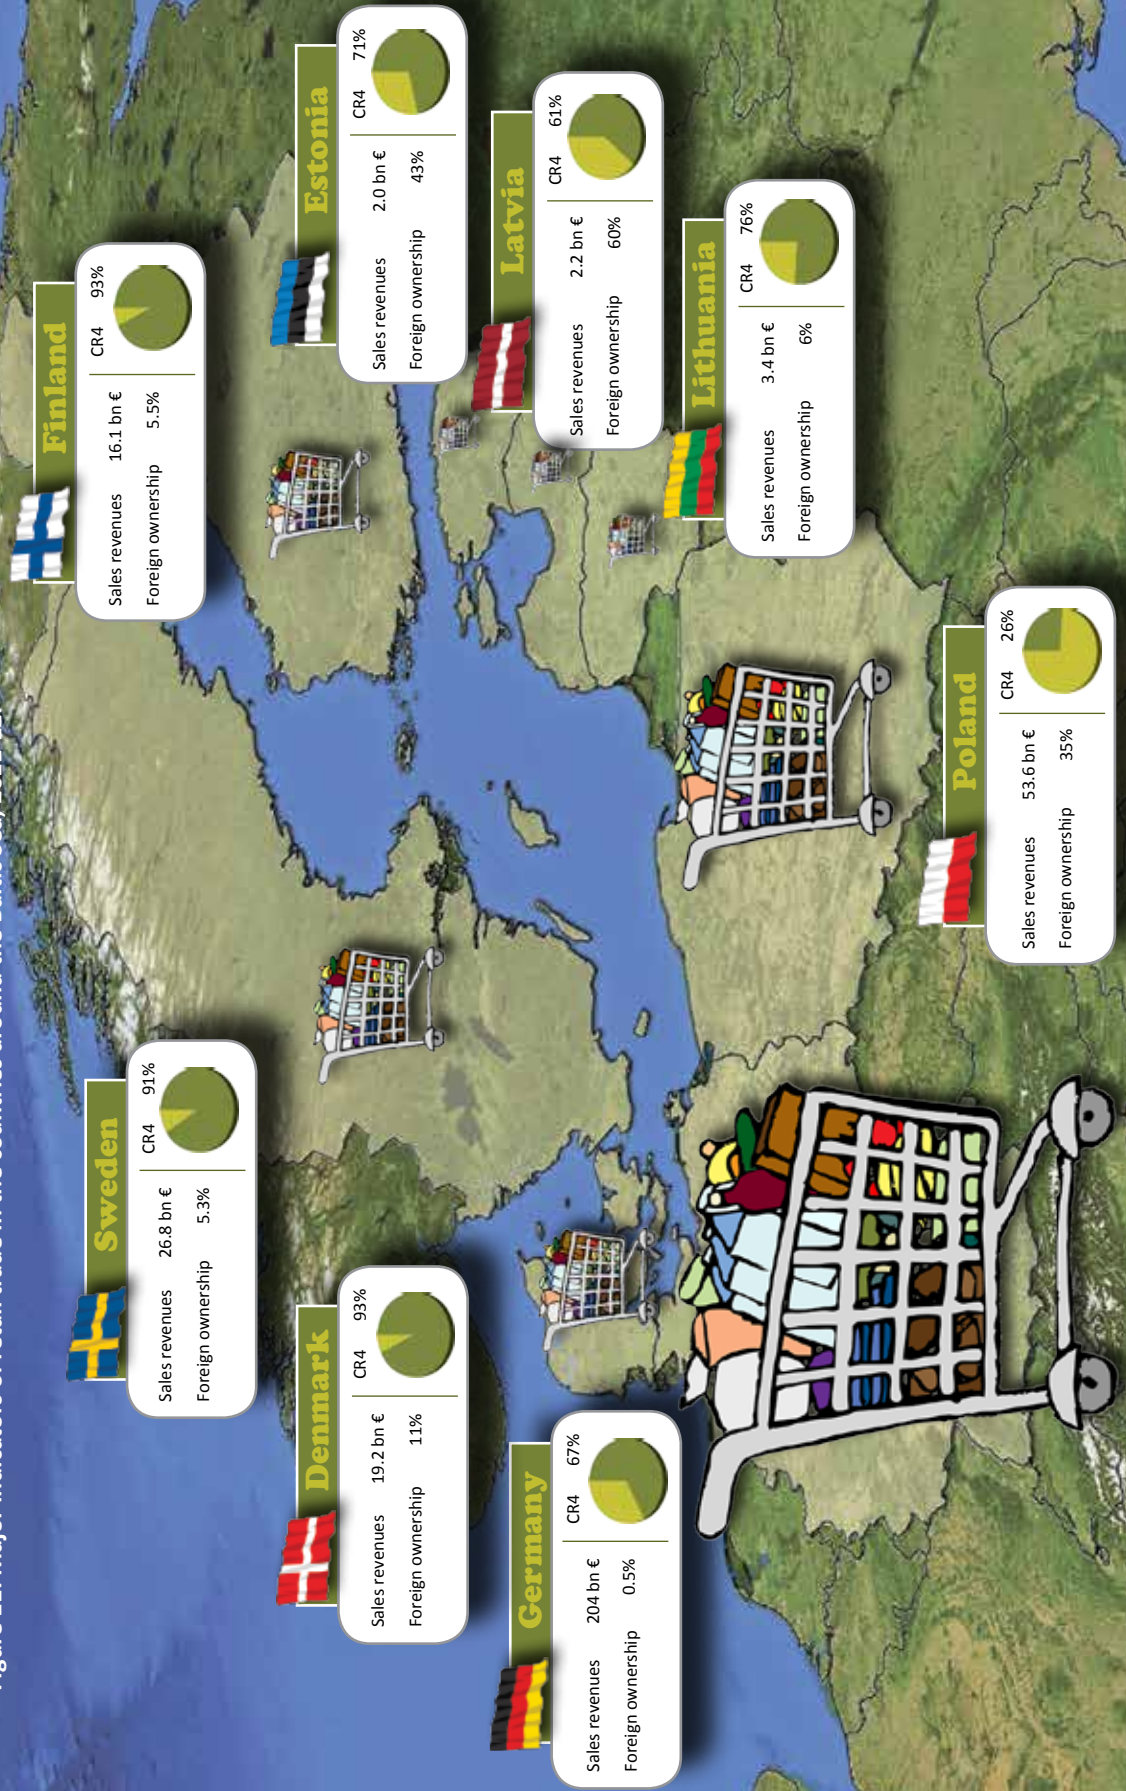 Finland
Sales revenues 16.1 bn €
Foreign ownership 5.5%
CR4 93%
Sweden
Sales revenues 26.8 bn €
Foreign ownership 5.3%
CR4 91%
Estonia
Sales revenues 2.0 bn €
Foreign ownership 43%
CR4 71%
Denmark
Sales revenues 19.2 bn €
Foreign ownership 11%
CR4 93%
Latvia
Sales revenues 2.2 bn €
Foreign ownership 60%
CR4 61%
Germany
Sales revenues 204 bn €
Foreign ownership 0.5%
CR4 67%
Lithuania
Sales revenues 3.4 bn €
Foreign ownership 6%
CR4 76%
Poland
Sales revenues 53.6 bn €
Foreign ownership 35%
CR4 26%